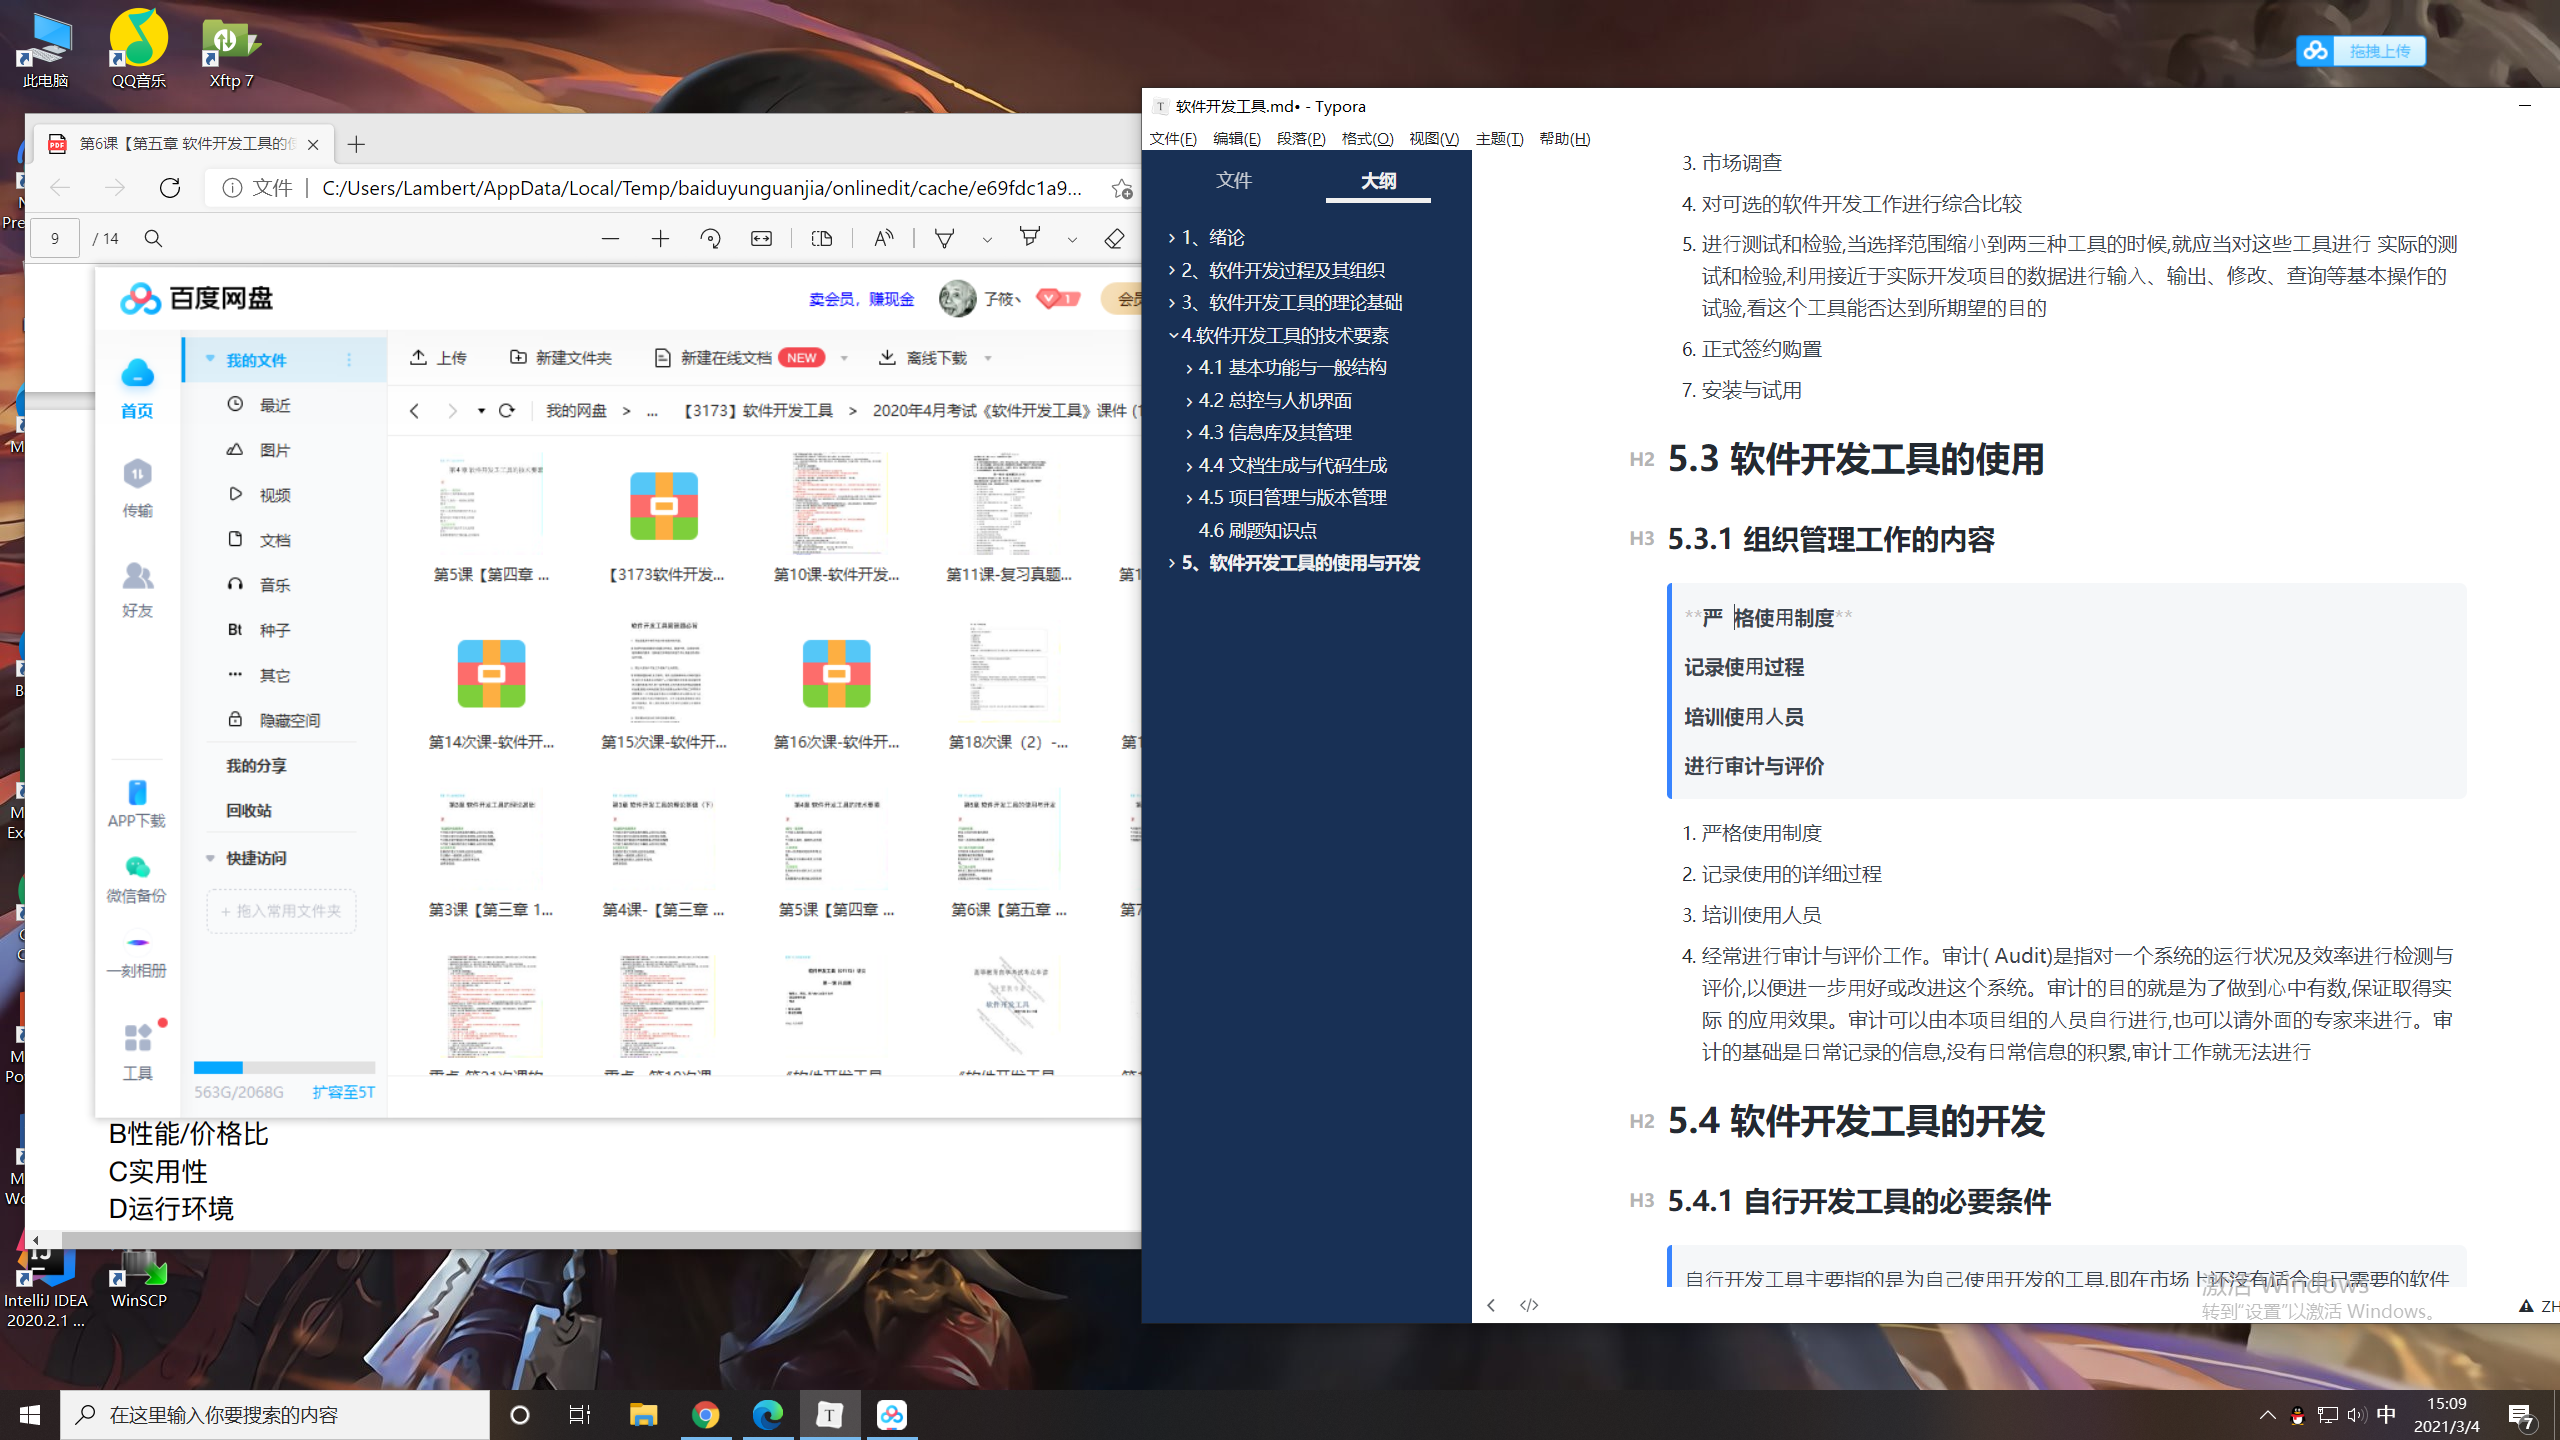 此电脑
QQ音乐
Xftp 7
拖拽上传
第6课【第五章 软件开发工具的使
9
/ 14
文件
C:/Users/Lambert/AppData/Local/Temp/baiduyunguanjia/onlinedit/cache/e69fdc1a9...
百度网盘
卖会员，赚现金
子筱丶
1
会员
首页
传输
好友
APP下载
微信备份
一刻相册
工具
我的文件
最近
图片
视频
文档
音乐
Bt 种子
其它
隐藏空间
我的分享
回收站
快捷访问
+ 拖入常用文件夹
563G/2068G
扩容至5T
上传
新建文件夹
新建在线文档
NEW
离线下载
我的网盘 > ... 【3173】软件开发工具 > 2020年4月考试《软件开发工具》课件 (1
第5课【第四章 ...
【3173软件开发...
第10课-软件开发...
第11课-复习真题...
第14次课-软件开...
第15次课-软件开...
第16次课-软件开...
第18次课（2）-...
第3课【第三章 1...
第4课-【第三章 ...
第5课【第四章 ...
第6课【第五章 ...
B性能/价格比
C实用性
D运行环境
IntelliJ IDEA
2020.2.1 ...
WinSCP
软件开发工具.md• - Typora
文件(F) 编辑(E) 段落(P) 格式(O) 视图(V) 主题(T) 帮助(H)
文件
大纲
1、绪论
2、软件开发过程及其组织
3、软件开发工具的理论基础
4.软件开发工具的技术要素
4.1 基本功能与一般结构
4.2 总控与人机界面
4.3 信息库及其管理
4.4 文档生成与代码生成
4.5 项目管理与版本管理
4.6 刷题知识点
5、软件开发工具的使用与开发
3. 市场调查
4. 对可选的软件开发工作进行综合比较
5. 进行测试和检验,当选择范围缩小到两三种工具的时候,就应当对这些工具进行 实际的测
试和检验,利用接近于实际开发项目的数据进行输入、输出、修改、查询等基本操作的
试验,看这个工具能否达到所期望的目的
6. 正式签约购置
7. 安装与试用
H2 5.3 软件开发工具的使用
H3 5.3.1 组织管理工作的内容
**严 格使用制度**
记录使用过程
培训使用人员
进行审计与评价
1. 严格使用制度
2. 记录使用的详细过程
3. 培训使用人员
4. 经常进行审计与评价工作。审计( Audit)是指对一个系统的运行状况及效率进行检测与
评价,以便进一步用好或改进这个系统。审计的目的就是为了做到心中有数,保证取得实
际 的应用效果。审计可以由本项目组的人员自行进行,也可以请外面的专家来进行。审
计的基础是日常记录的信息,没有日常信息的积累,审计工作就无法进行
H2 5.4 软件开发工具的开发
H3 5.4.1 自行开发工具的必要条件
自行开发工具主要指的是为自己使用开发的工具,即在市场上还没有适合自己需要的软件
激活 Windows
转到“设置”以激活 Windows。
ZH
在这里输入你要搜索的内容
中
15:09
2021/3/4
7